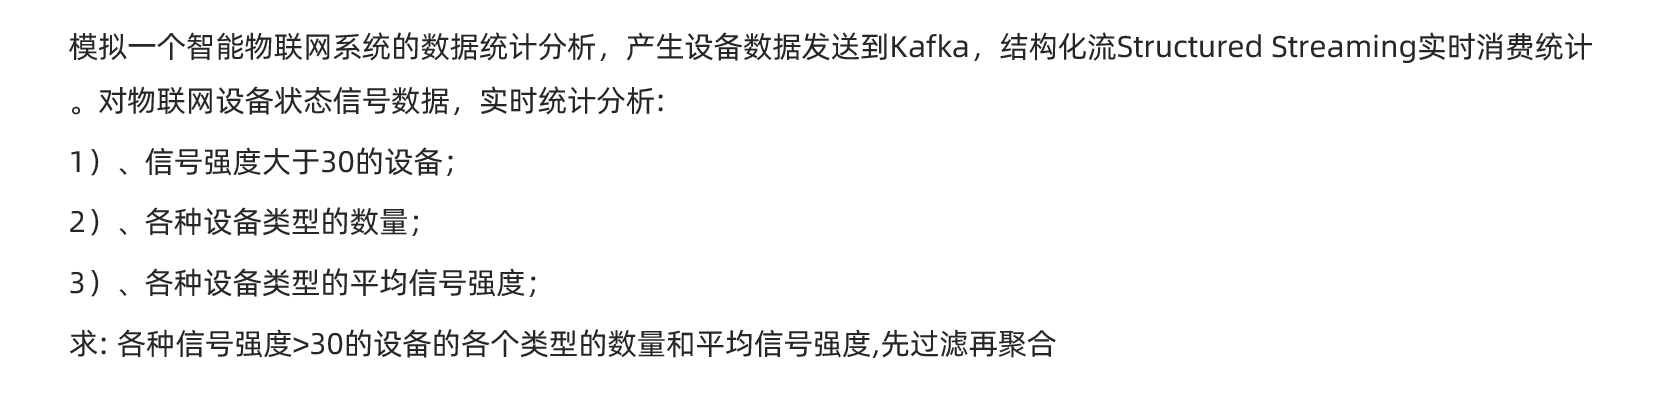 模拟一个智能物联网系统的数据统计分析，产生设备数据发送到Kafka，结构化流Structured Streaming实时消费统计
。对物联网设备状态信号数据，实时统计分析：
1）、信号强度大于30的设备；
2）、各种设备类型的数量；
3）、各种设备类型的平均信号强度；
求: 各种信号强度>30的设备的各个类型的数量和平均信号强度,先过滤再聚合